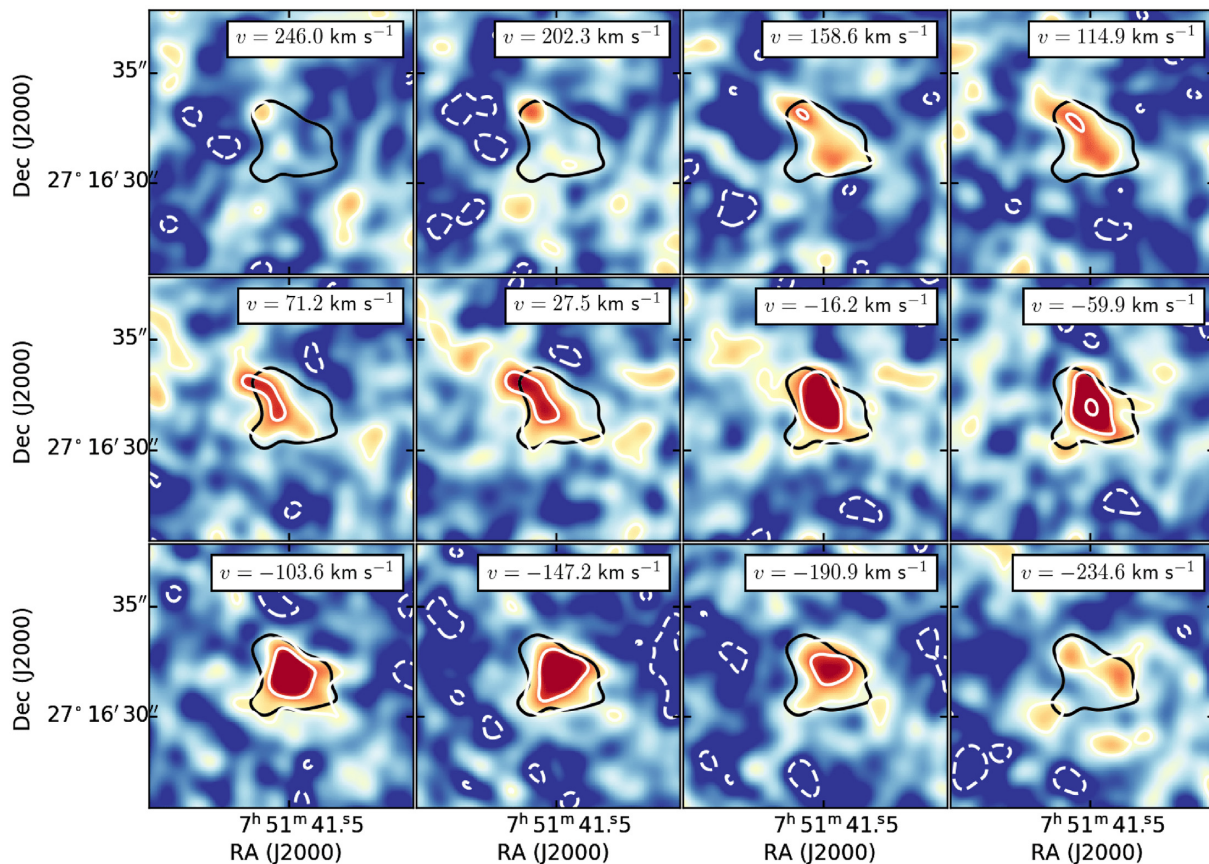 v = 246.0 km s⁻¹ v = 202.3 km s⁻¹ v = 158.6 km s⁻¹ v = 114.9 km s⁻¹
35″
Dec (J2000)
27° 16′ 30″
v = 71.2 km s⁻¹ v = 27.5 km s⁻¹ v = −16.2 km s⁻¹ v = −59.9 km s⁻¹
35″
Dec (J2000)
27° 16′ 30″
v = −103.6 km s⁻¹ v = −147.2 km s⁻¹ v = −190.9 km s⁻¹ v = −234.6 km s⁻¹
35″
Dec (J2000)
27° 16′ 30″
7ʰ 51ᵐ 41.ˢ5 7ʰ 51ᵐ 41.ˢ5 7ʰ 51ᵐ 41.ˢ5 7ʰ 51ᵐ 41.ˢ5
RA (J2000) RA (J2000) RA (J2000) RA (J2000)